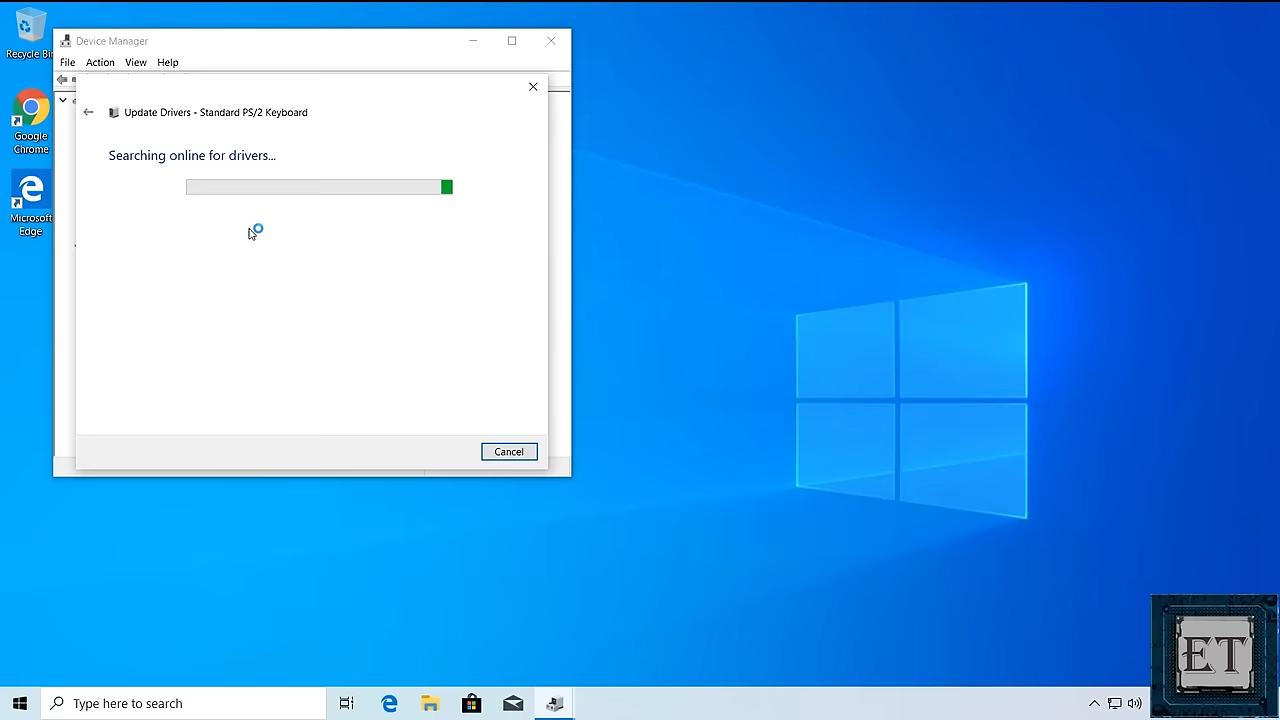 Recycle Bin
Google
Chrome
Microsoft
Edge
Device Manager
File Action View Help
Update Drivers - Standard PS/2 Keyboard
Searching online for drivers...
Cancel
Type here to search
ET